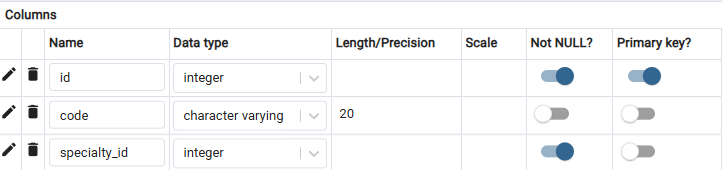 Columns
Name Data type Length/Precision Scale Not NULL? Primary key?
id integer
code character varying 20
specialty_id integer